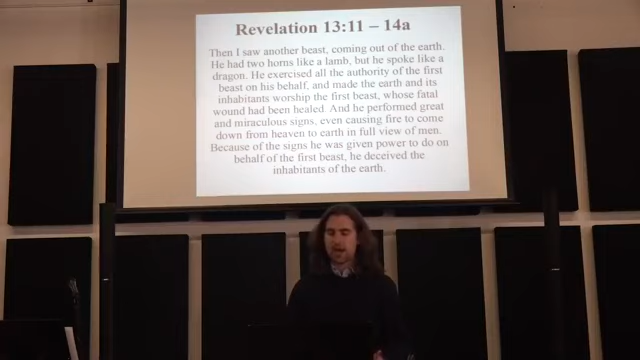 Revelation 13:11 – 14a
Then I saw another beast, coming out of the earth.
He had two horns like a lamb, but he spoke like a
dragon. He exercised all the authority of the first
beast on his behalf, and made the earth and its
inhabitants worship the first beast, whose fatal
wound had been healed. And he performed great
and miraculous signs, even causing fire to come
down from heaven to earth in full view of men.
Because of the signs he was given power to do on
behalf of the first beast, he deceived the
inhabitants of the earth.